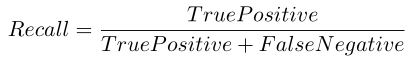 Recall = TruePositive / TruePositive + FalseNegative